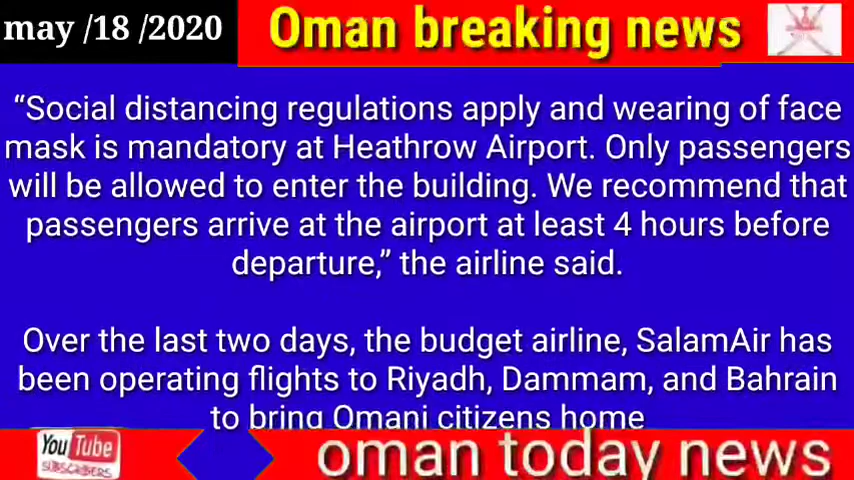 may /18 /2020
Oman breaking news
“Social distancing regulations apply and wearing of face
mask is mandatory at Heathrow Airport. Only passengers
will be allowed to enter the building. We recommend that
passengers arrive at the airport at least 4 hours before
departure,” the airline said.
Over the last two days, the budget airline, SalamAir has
been operating flights to Riyadh, Dammam, and Bahrain
to bring Omani citizens home
YouTube
SUBSCRIBERS
oman today news